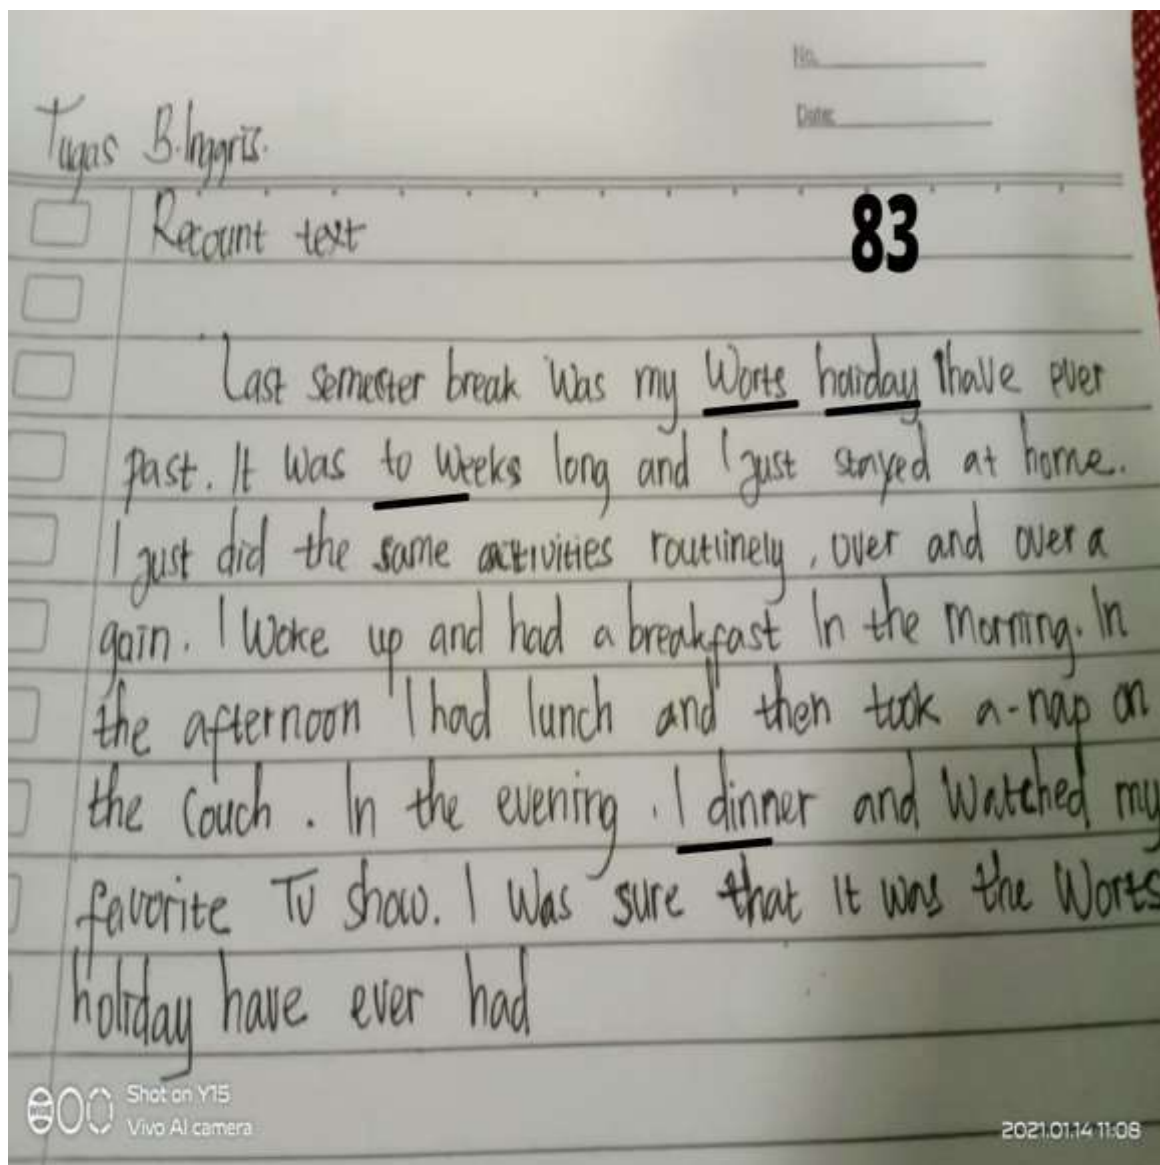 No.
Date:
Tugas B.Inggris.
Recount text
83
Last semester break was my Worts hoiday I have ever
past. It was to weeks long and I just stayed at home.
I just did the same activities routlinely, over and over a
gain. I woke up and had a breakfast In the morning. In
the afternoon I had lunch and then took a-nap on
the couch. In the evening. I dinner and watched my
favorite TV show. I was sure that it was the Worts
holiday have ever had
Shot on Y15
Vivo AI camera
2021.01.14 11:08